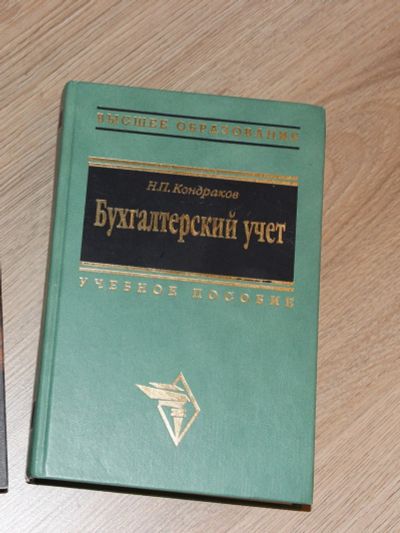 ВЫСШЕЕ ОБРАЗОВАНИЕ
Н.П. Кондраков
Бухгалтерский учет
УЧЕБНОЕ ПОСОБИЕ